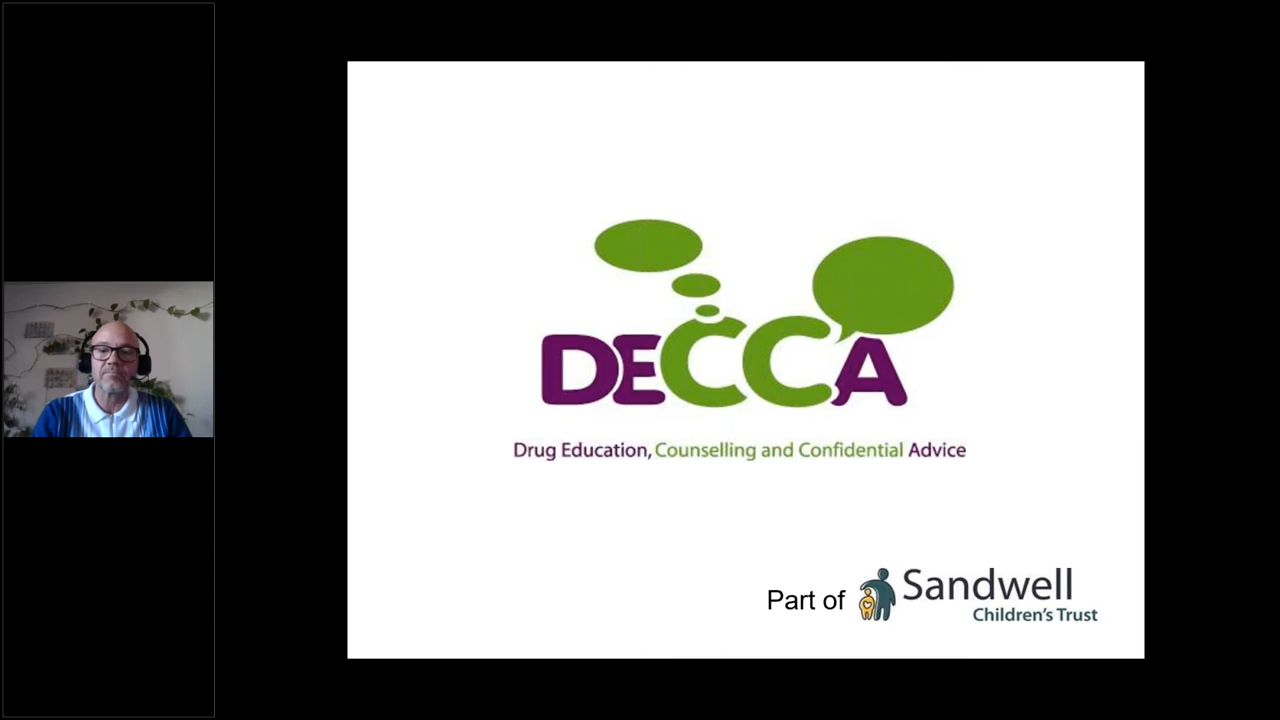 DECCA
Drug Education, Counselling and Confidential Advice
Part of Sandwell
Children's Trust